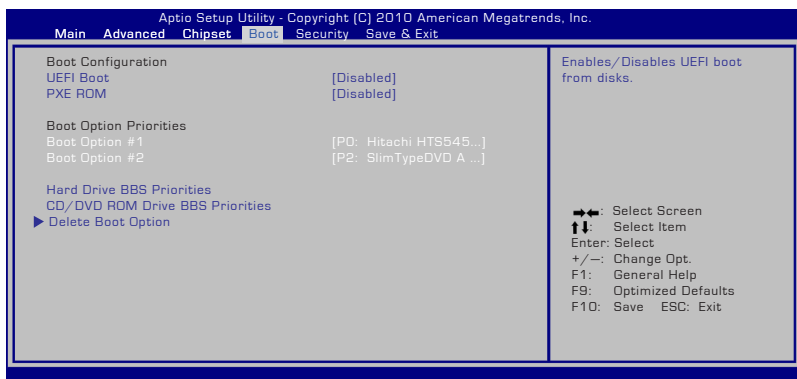 Aptio Setup Utility - Copyright (C) 2010 American Megatrends, Inc.
Main Advanced Chipset Boot Security Save & Exit
Boot Configuration
UEFI Boot [Disabled]
PXE ROM [Disabled]
Boot Option Priorities
Boot Option #1 [P0: Hitachi HTS545...]
Boot Option #2 [P2: SlimTypeDVD A ...]
Hard Drive BBS Priorities
CD/DVD ROM Drive BBS Priorities
▶ Delete Boot Option
Enables/Disables UEFI boot
from disks.
→←: Select Screen
↑↓: Select Item
Enter: Select
+/—: Change Opt.
F1: General Help
F9: Optimized Defaults
F10: Save ESC: Exit